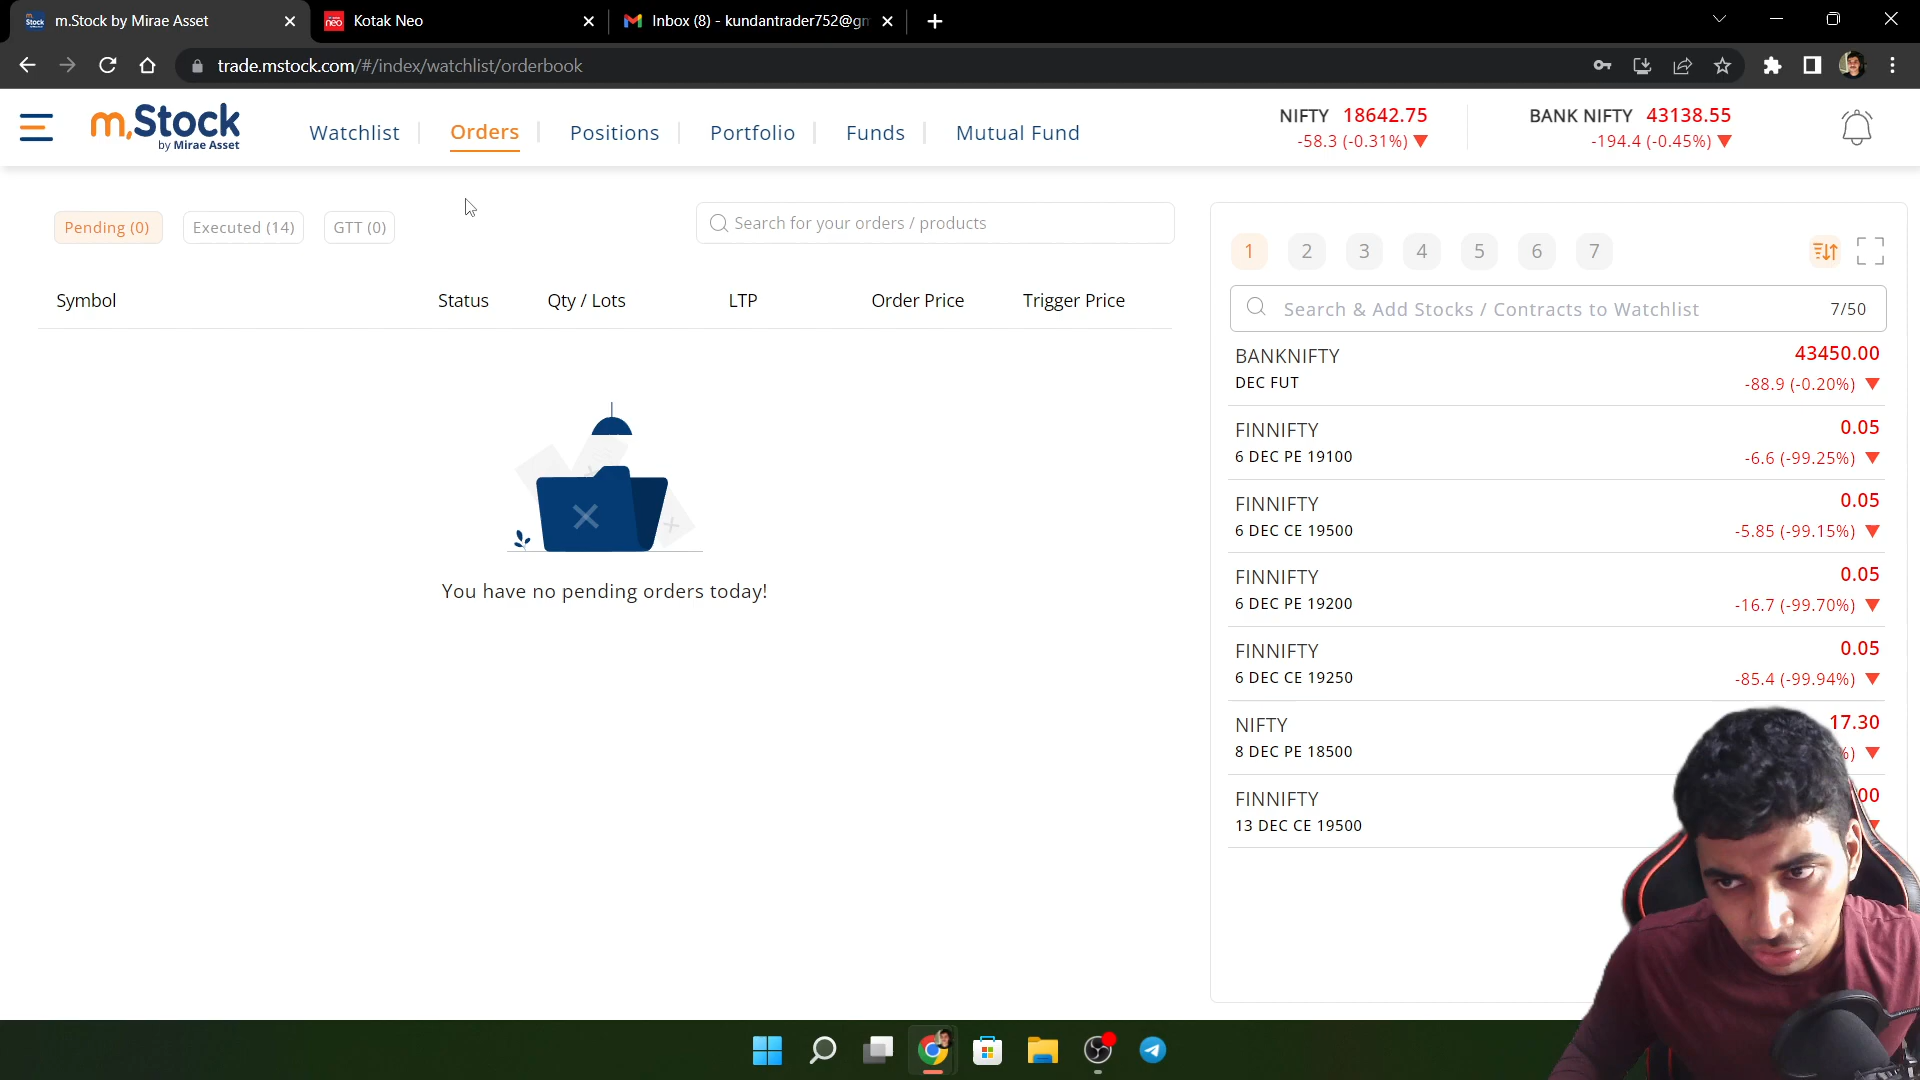 m.Stock by Mirae Asset
Kotak Neo
Inbox (8) - kundantrader752@gm
trade.mstock.com/#/index/watchlist/orderbook
m.Stock
by Mirae Asset
Watchlist
Orders
Positions
Portfolio
Funds
Mutual Fund
NIFTY 18642.75
-58.3 (-0.31%)
BANK NIFTY 43138.55
-194.4 (-0.45%)
Pending (0)
Executed (14)
GTT (0)
Search for your orders / products
Symbol
Status
Qty / Lots
LTP
Order Price
Trigger Price
You have no pending orders today!
1
2
3
4
5
6
7
Search & Add Stocks / Contracts to Watchlist
7/50
BANKNIFTY 43450.00
DEC FUT -88.9 (-0.20%)
FINNIFTY 0.05
6 DEC PE 19100 -6.6 (-99.25%)
FINNIFTY 0.05
6 DEC CE 19500 -5.85 (-99.15%)
FINNIFTY 0.05
6 DEC PE 19200 -16.7 (-99.70%)
FINNIFTY 0.05
6 DEC CE 19250 -85.4 (-99.94%)
NIFTY 17.30
8 DEC PE 18500
FINNIFTY
13 DEC CE 19500